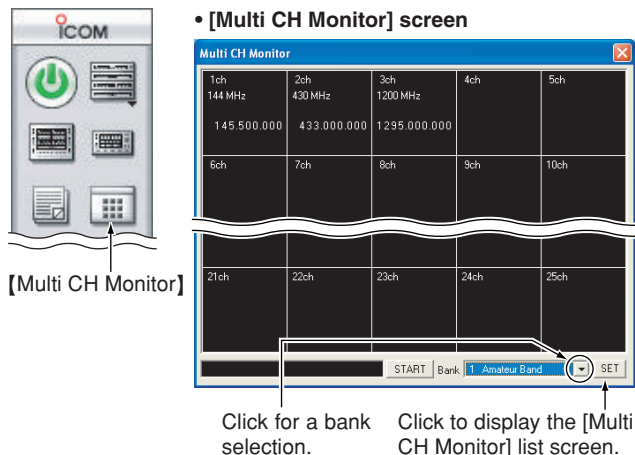 ICOM
• [Multi CH Monitor] screen
Multi CH Monitor
1ch 2ch 3ch 4ch 5ch
144 MHz 430 MHz 1200 MHz
145.500.000 433.000.000 1295.000.000
6ch 7ch 8ch 9ch 10ch
【Multi CH Monitor】
21ch 22ch 23ch 24ch 25ch
START Bank 1 Amateur Band SET
Click for a bank
selection.
Click to display the [Multi
CH Monitor] list screen.